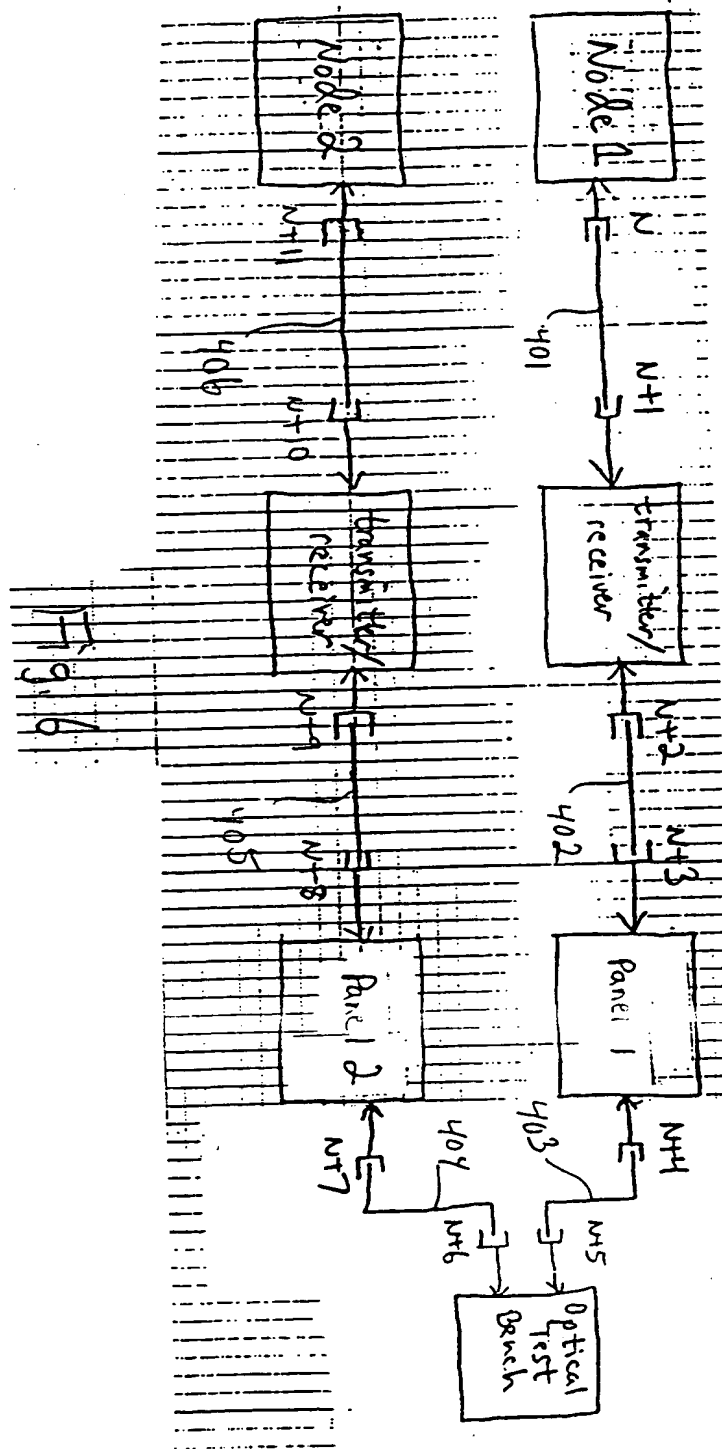 Node 1
N
401
N+1
transmitter/
receiver
N+2
402
N+3
Panel 1
N+4
403
N+5
Optical
Test
Bench
N+6
404
N+7
Panel 2
N+8
405
N+9
transmitter/
receiver
N+10
406
N+11
Node 2
Fig. 6